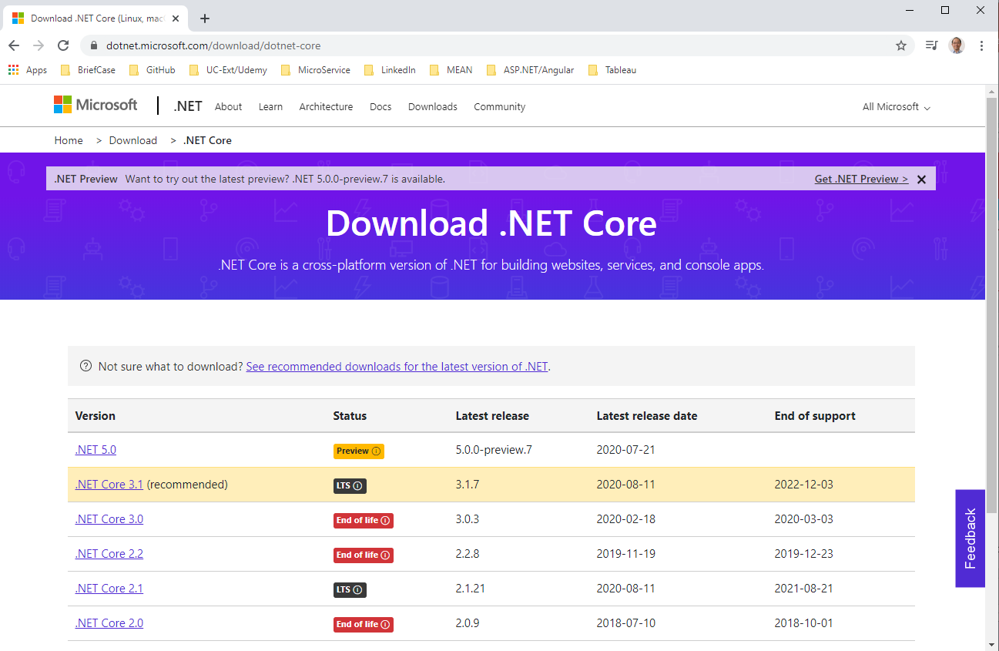 Download .NET Core (Linux, mac
dotnet.microsoft.com/download/dotnet-core
Apps BriefCase GitHub UC-Ext/Udemy MicroService LinkedIn MEAN ASP.NET/Angular Tableau
Microsoft .NET About Learn Architecture Docs Downloads Community All Microsoft
Home > Download > .NET Core
.NET Preview Want to try out the latest preview? .NET 5.0.0-preview.7 is available. Get .NET Preview >
Download .NET Core
.NET Core is a cross-platform version of .NET for building websites, services, and console apps.
Not sure what to download? See recommended downloads for the latest version of .NET.
Version Status Latest release Latest release date End of support
.NET 5.0 Preview 5.0.0-preview.7 2020-07-21
.NET Core 3.1 (recommended) LTS 3.1.7 2020-08-11 2022-12-03
.NET Core 3.0 End of life 3.0.3 2020-02-18 2020-03-03
.NET Core 2.2 End of life 2.2.8 2019-11-19 2019-12-23
.NET Core 2.1 LTS 2.1.21 2020-08-11 2021-08-21
.NET Core 2.0 End of life 2.0.9 2018-07-10 2018-10-01
Feedback